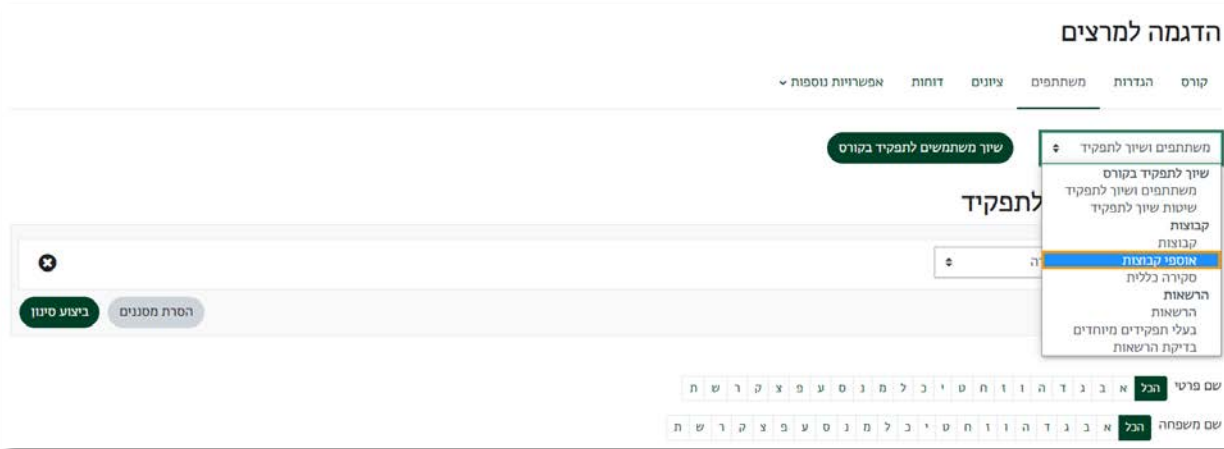 הדגמה למרצים
קורס הגדרות משתתפים ציונים דוחות אפשרויות נוספות
משתתפים ושיוך לתפקיד שיוך משתמשים לתפקיד בקורס
שיוך לתפקיד בקורס
משתתפים ושיוך לתפקיד
שיטות שיוך לתפקיד
לתפקיד
קבוצות
קבוצות
אוספי קבוצות
סקירה כללית
הרשאות
הרשאות
בעלי תפקידים מיוחדים
בדיקת הרשאות
הסרת מסננים ביצוע סינון
שם פרטי הכל א ב ג ד ה ו ז ח ט י כ ל מ נ ס ע פ צ ק ר ש ת
שם משפחה הכל א ב ג ד ה ו ז ח ט י כ ל מ נ ס ע פ צ ק ר ש ת